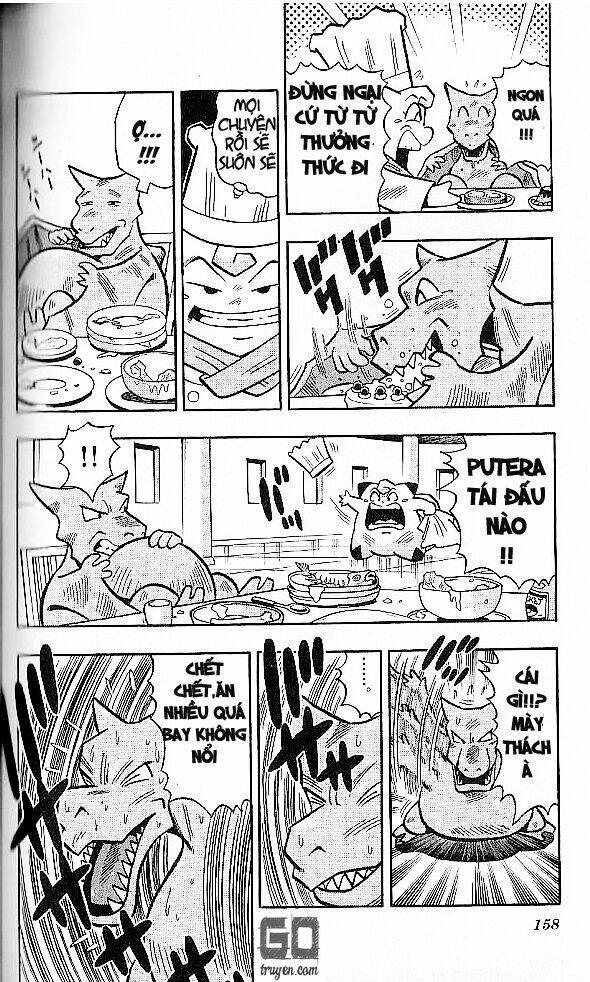 NGON
QUÁ
!!!
ĐỪNG NGẠI
CỨ TỪ TỪ
THƯỞNG
THỨC ĐI
MỌI
CHUYỆN
RỒI SẼ
SUÔN SẺ
Ợ...
!!!
!!
PUTERA
TÁI ĐẤU
NÀO
!!
CÁI
GÌ!!?
MÀY
THÁCH
À
CHẾT
CHẾT,ĂN
NHIỀU QUÁ
BAY KHÔNG
NỔI
158
GO
truyen.com